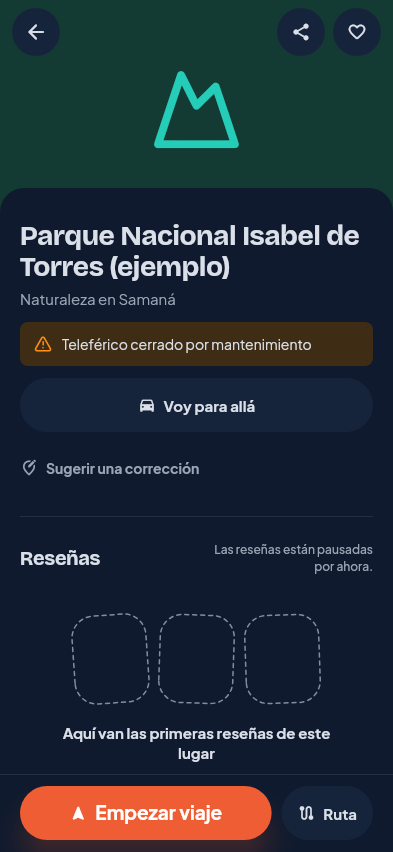 Parque Nacional Isabel de
Torres (ejemplo)
Naturaleza en Samaná
Teleférico cerrado por mantenimiento
Voy para allá
Sugerir una corrección
Reseñas
Las reseñas están pausadas
por ahora.
Aquí van las primeras reseñas de este
lugar
Empezar viaje
Ruta